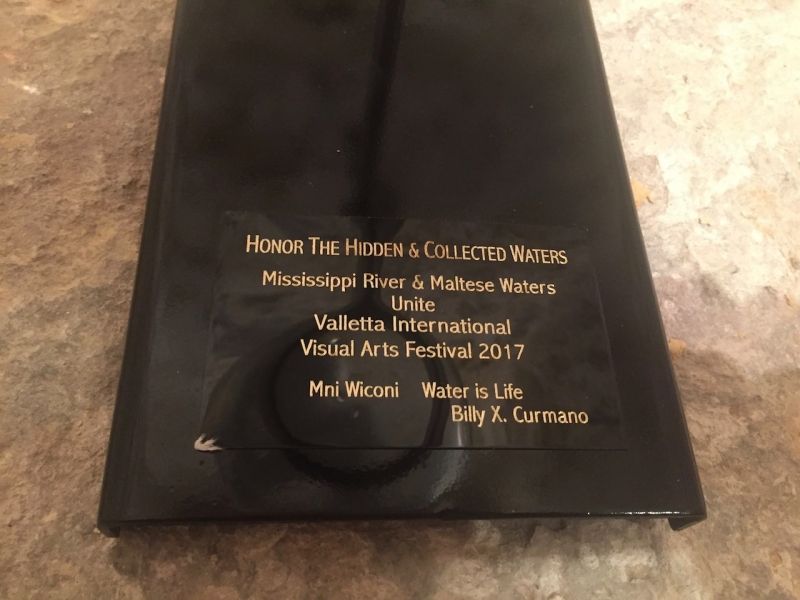 HONOR THE HIDDEN & COLLECTED WATERS
Mississippi River & Maltese Waters
Unite
Valletta International
Visual Arts Festival 2017
Mni Wiconi Water is Life
Billy X. Curmano